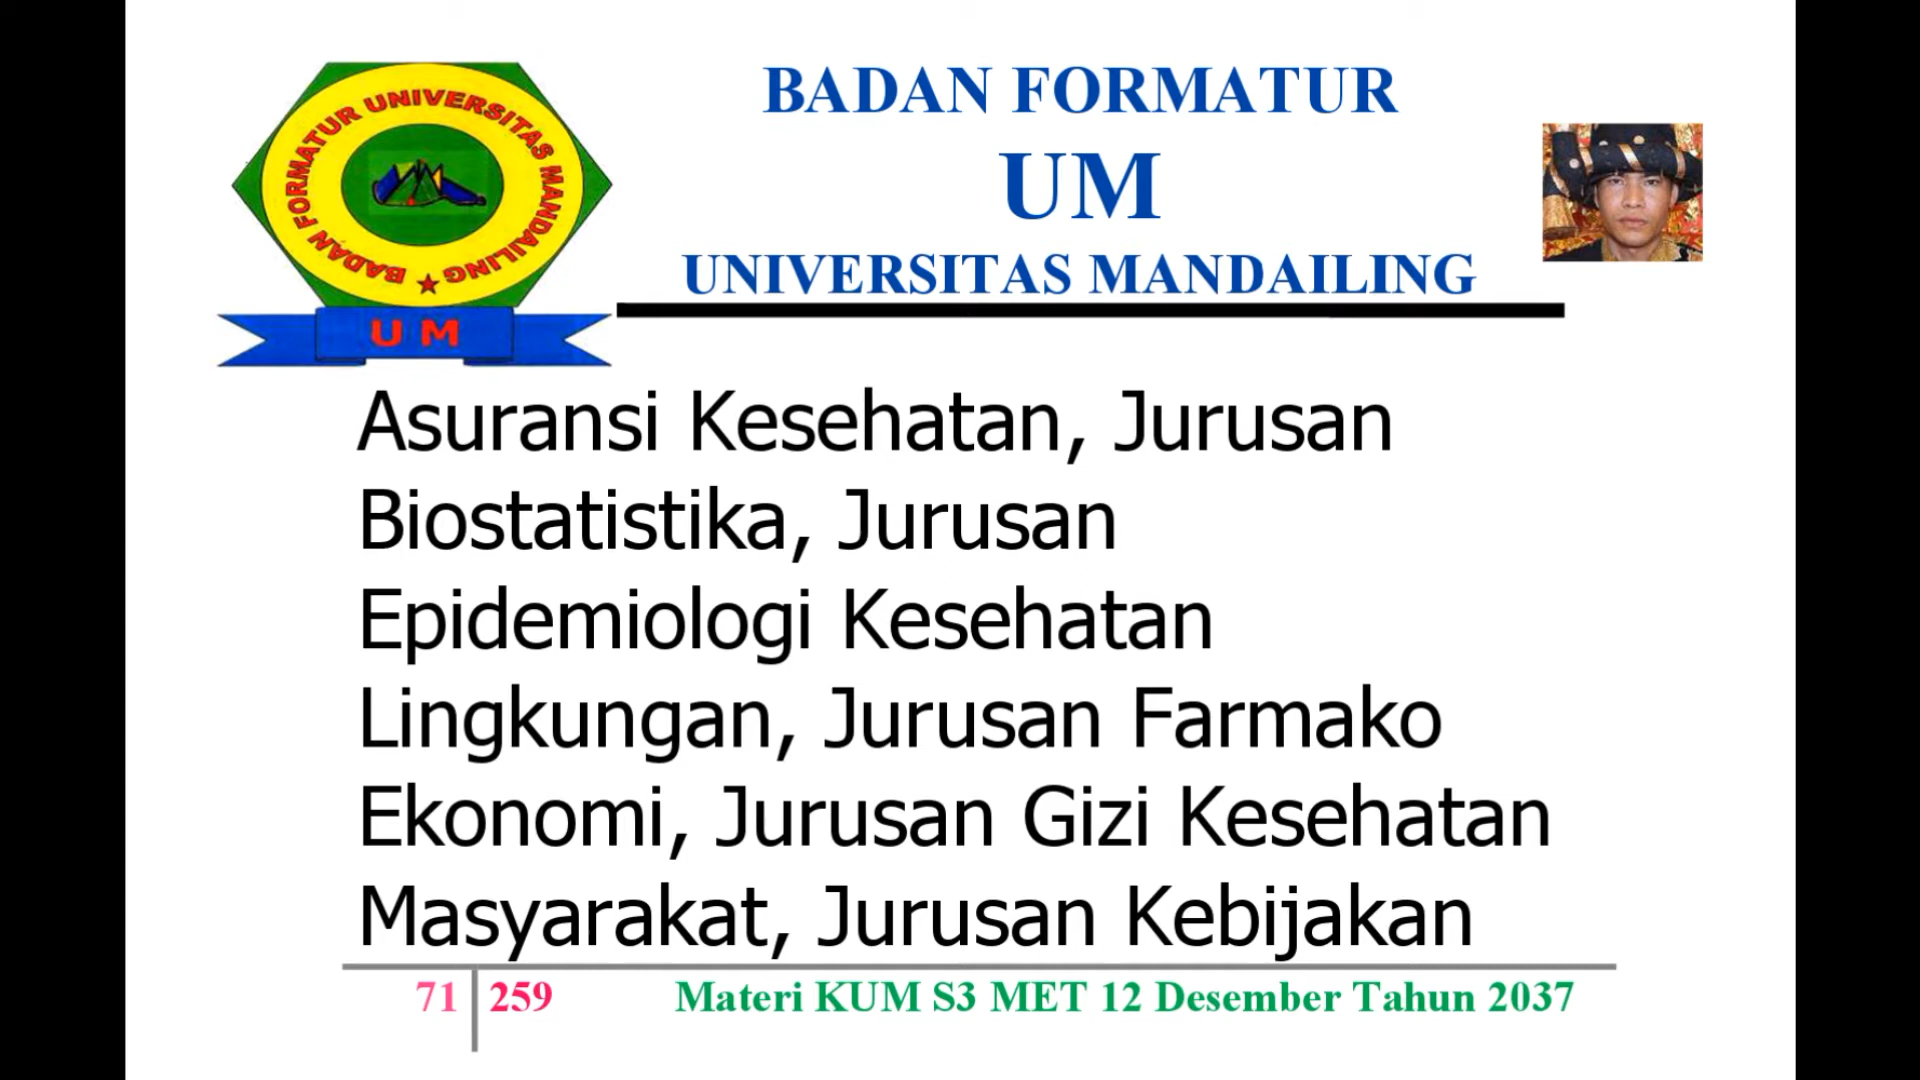 BADAN FORMATUR UNIVERSITAS MANDAILING
U M
BADAN FORMATUR
UM
UNIVERSITAS MANDAILING
Asuransi Kesehatan, Jurusan
Biostatistika, Jurusan
Epidemiologi Kesehatan
Lingkungan, Jurusan Farmako
Ekonomi, Jurusan Gizi Kesehatan
Masyarakat, Jurusan Kebijakan
71 259 Materi KUM S3 MET 12 Desember Tahun 2037